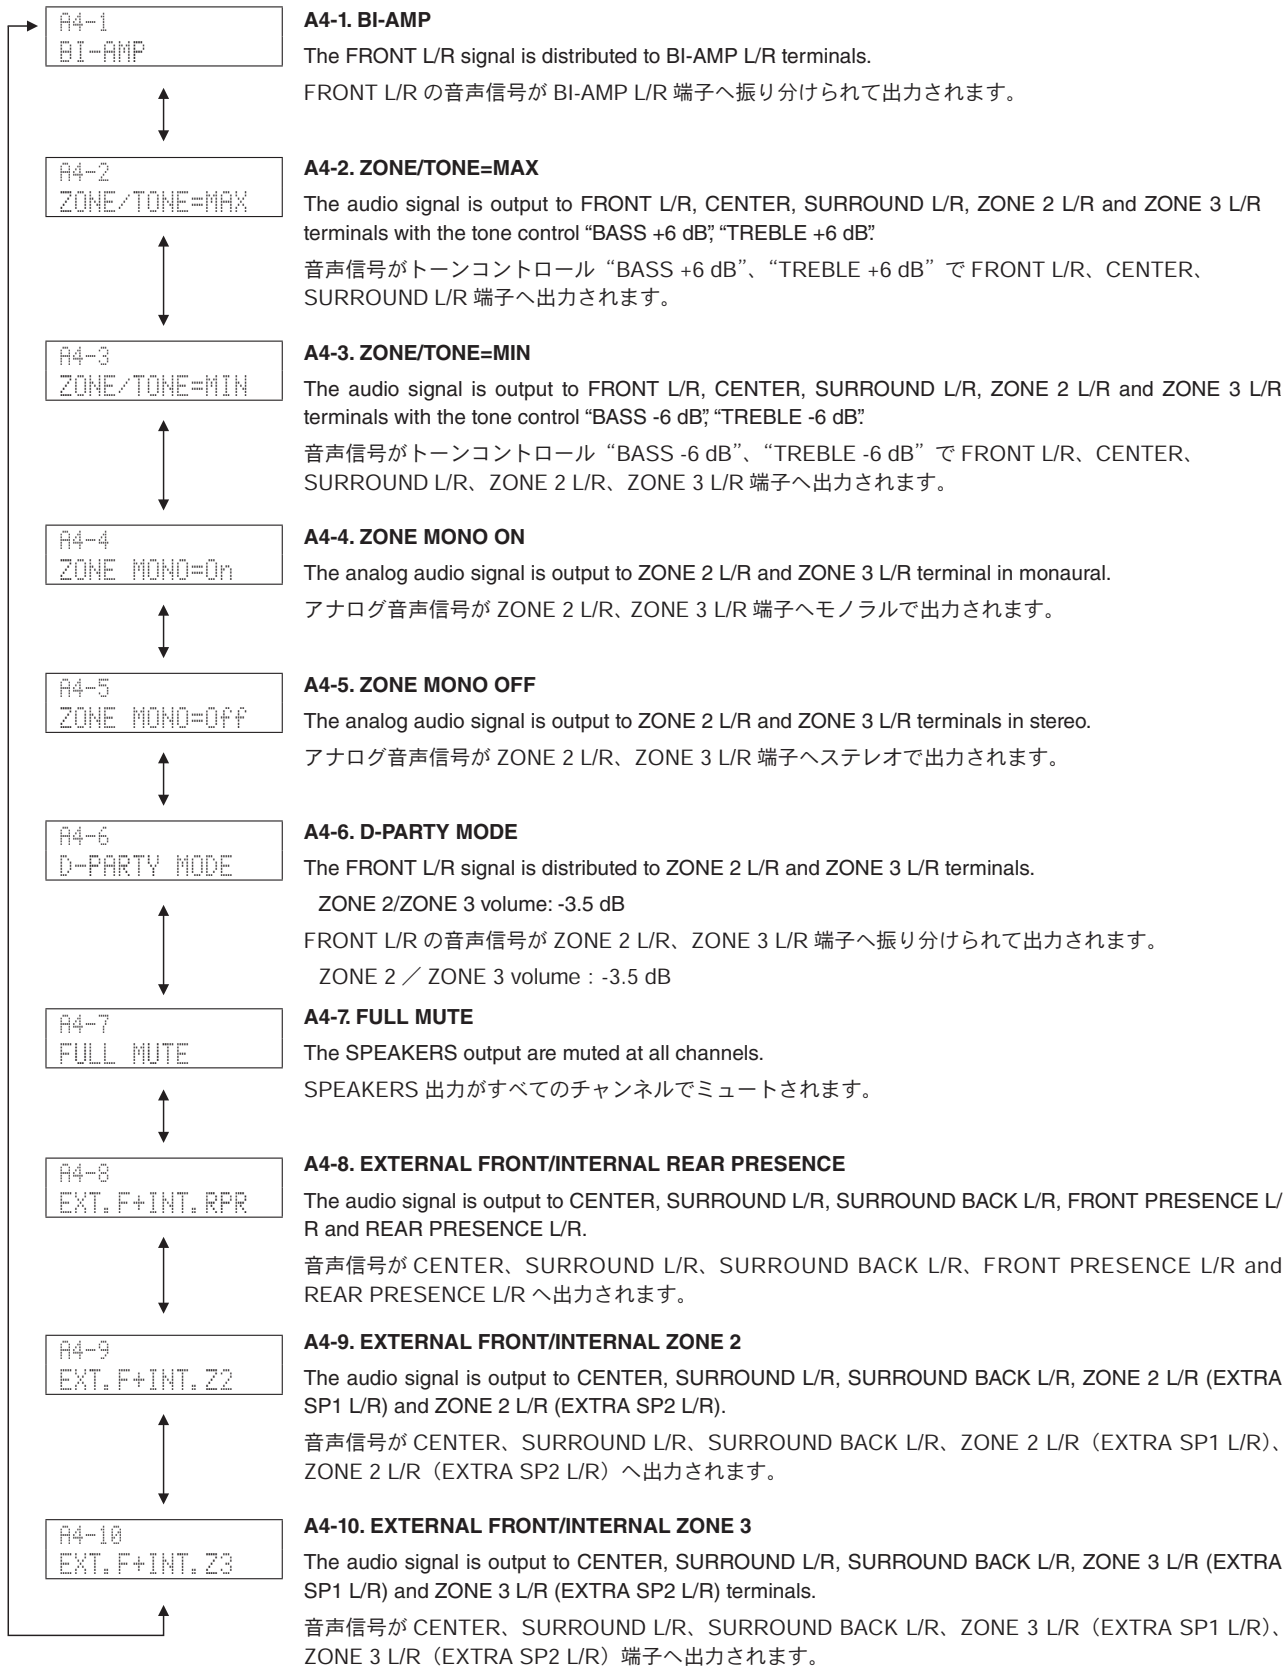 A4-1
BI-AMP
A4-1. BI-AMP
The FRONT L/R signal is distributed to BI-AMP L/R terminals.
FRONT L/R の音声信号が BI-AMP L/R 端子へ振り分けられて出力されます。
A4-2
ZONE/TONE=MAX
A4-2. ZONE/TONE=MAX
The audio signal is output to FRONT L/R, CENTER, SURROUND L/R, ZONE 2 L/R and ZONE 3 L/R
terminals with the tone control “BASS +6 dB”, “TREBLE +6 dB”.
音声信号がトーンコントロール“BASS +6 dB”、“TREBLE +6 dB”で FRONT L/R、CENTER、
SURROUND L/R 端子へ出力されます。
A4-3
ZONE/TONE=MIN
A4-3. ZONE/TONE=MIN
The audio signal is output to FRONT L/R, CENTER, SURROUND L/R, ZONE 2 L/R and ZONE 3 L/R
terminals with the tone control “BASS -6 dB”, “TREBLE -6 dB”.
音声信号がトーンコントロール“BASS -6 dB”、“TREBLE -6 dB”で FRONT L/R、CENTER、
SURROUND L/R、ZONE 2 L/R、ZONE 3 L/R 端子へ出力されます。
A4-4
ZONE MONO=On
A4-4. ZONE MONO ON
The analog audio signal is output to ZONE 2 L/R and ZONE 3 L/R terminal in monaural.
アナログ音声信号が ZONE 2 L/R、ZONE 3 L/R 端子へモノラルで出力されます。
A4-5
ZONE MONO=Off
A4-5. ZONE MONO OFF
The analog audio signal is output to ZONE 2 L/R and ZONE 3 L/R terminals in stereo.
アナログ音声信号が ZONE 2 L/R、ZONE 3 L/R 端子へステレオで出力されます。
A4-6
D-PARTY MODE
A4-6. D-PARTY MODE
The FRONT L/R signal is distributed to ZONE 2 L/R and ZONE 3 L/R terminals.
ZONE 2/ZONE 3 volume: -3.5 dB
FRONT L/R の音声信号が ZONE 2 L/R、ZONE 3 L/R 端子へ振り分けられて出力されます。
ZONE 2 ／ ZONE 3 volume：-3.5 dB
A4-7
FULL MUTE
A4-7. FULL MUTE
The SPEAKERS output are muted at all channels.
SPEAKERS 出力がすべてのチャンネルでミュートされます。
A4-8
EXT.F+INT.RPR
A4-8. EXTERNAL FRONT/INTERNAL REAR PRESENCE
The audio signal is output to CENTER, SURROUND L/R, SURROUND BACK L/R, FRONT PRESENCE L/
R and REAR PRESENCE L/R.
音声信号が CENTER、SURROUND L/R、SURROUND BACK L/R、FRONT PRESENCE L/R and
REAR PRESENCE L/R へ出力されます。
A4-9
EXT.F+INT.Z2
A4-9. EXTERNAL FRONT/INTERNAL ZONE 2
The audio signal is output to CENTER, SURROUND L/R, SURROUND BACK L/R, ZONE 2 L/R (EXTRA
SP1 L/R) and ZONE 2 L/R (EXTRA SP2 L/R).
音声信号が CENTER、SURROUND L/R、SURROUND BACK L/R、ZONE 2 L/R（EXTRA SP1 L/R）、
ZONE 2 L/R（EXTRA SP2 L/R）へ出力されます。
A4-10
EXT.F+INT.Z3
A4-10. EXTERNAL FRONT/INTERNAL ZONE 3
The audio signal is output to CENTER, SURROUND L/R, SURROUND BACK L/R, ZONE 3 L/R (EXTRA
SP1 L/R) and ZONE 3 L/R (EXTRA SP2 L/R) terminals.
音声信号が CENTER、SURROUND L/R、SURROUND BACK L/R、ZONE 3 L/R（EXTRA SP1 L/R）、
ZONE 3 L/R（EXTRA SP2 L/R）端子へ出力されます。